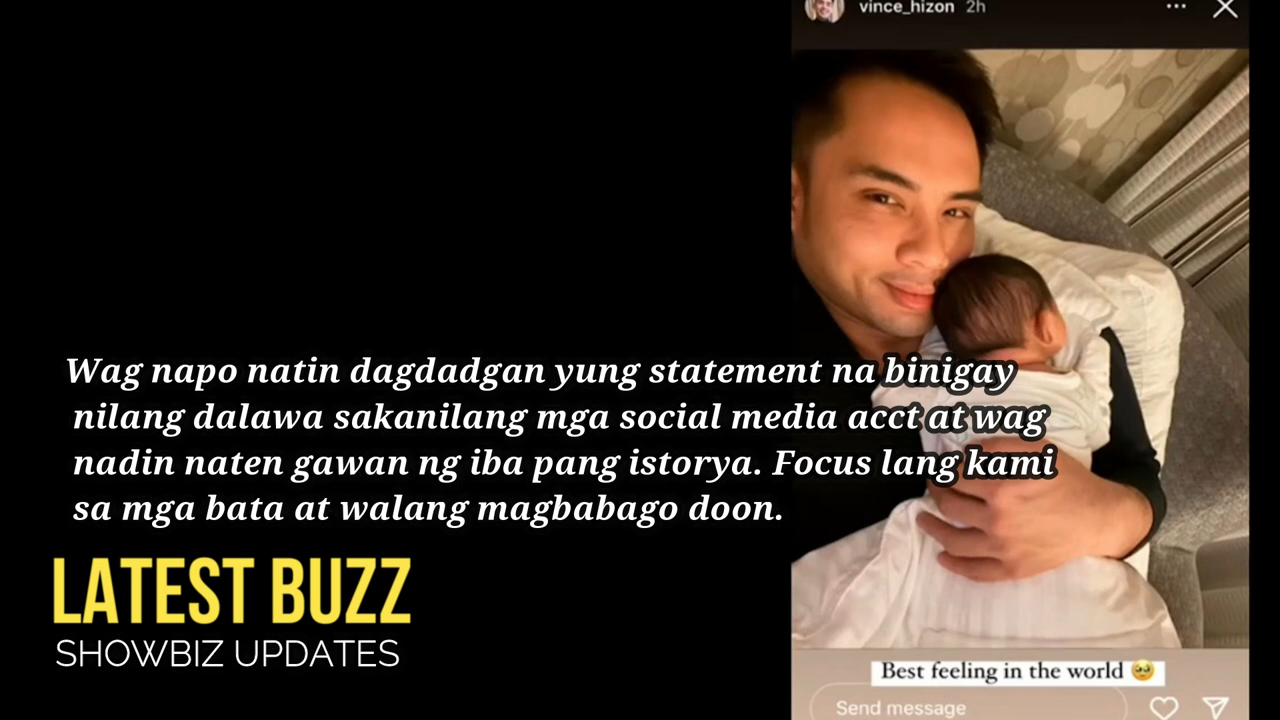 vince_hizon 2h
Wag napo natin dagdadgan yung statement na binigay
nilang dalawa sakanilang mga social media acct at wag
nadin naten gawan ng iba pang istorya. Focus lang kami
sa mga bata at walang magbabago doon.
LATEST BUZZ
SHOWBIZ UPDATES
Best feeling in the world 🥹
Send message